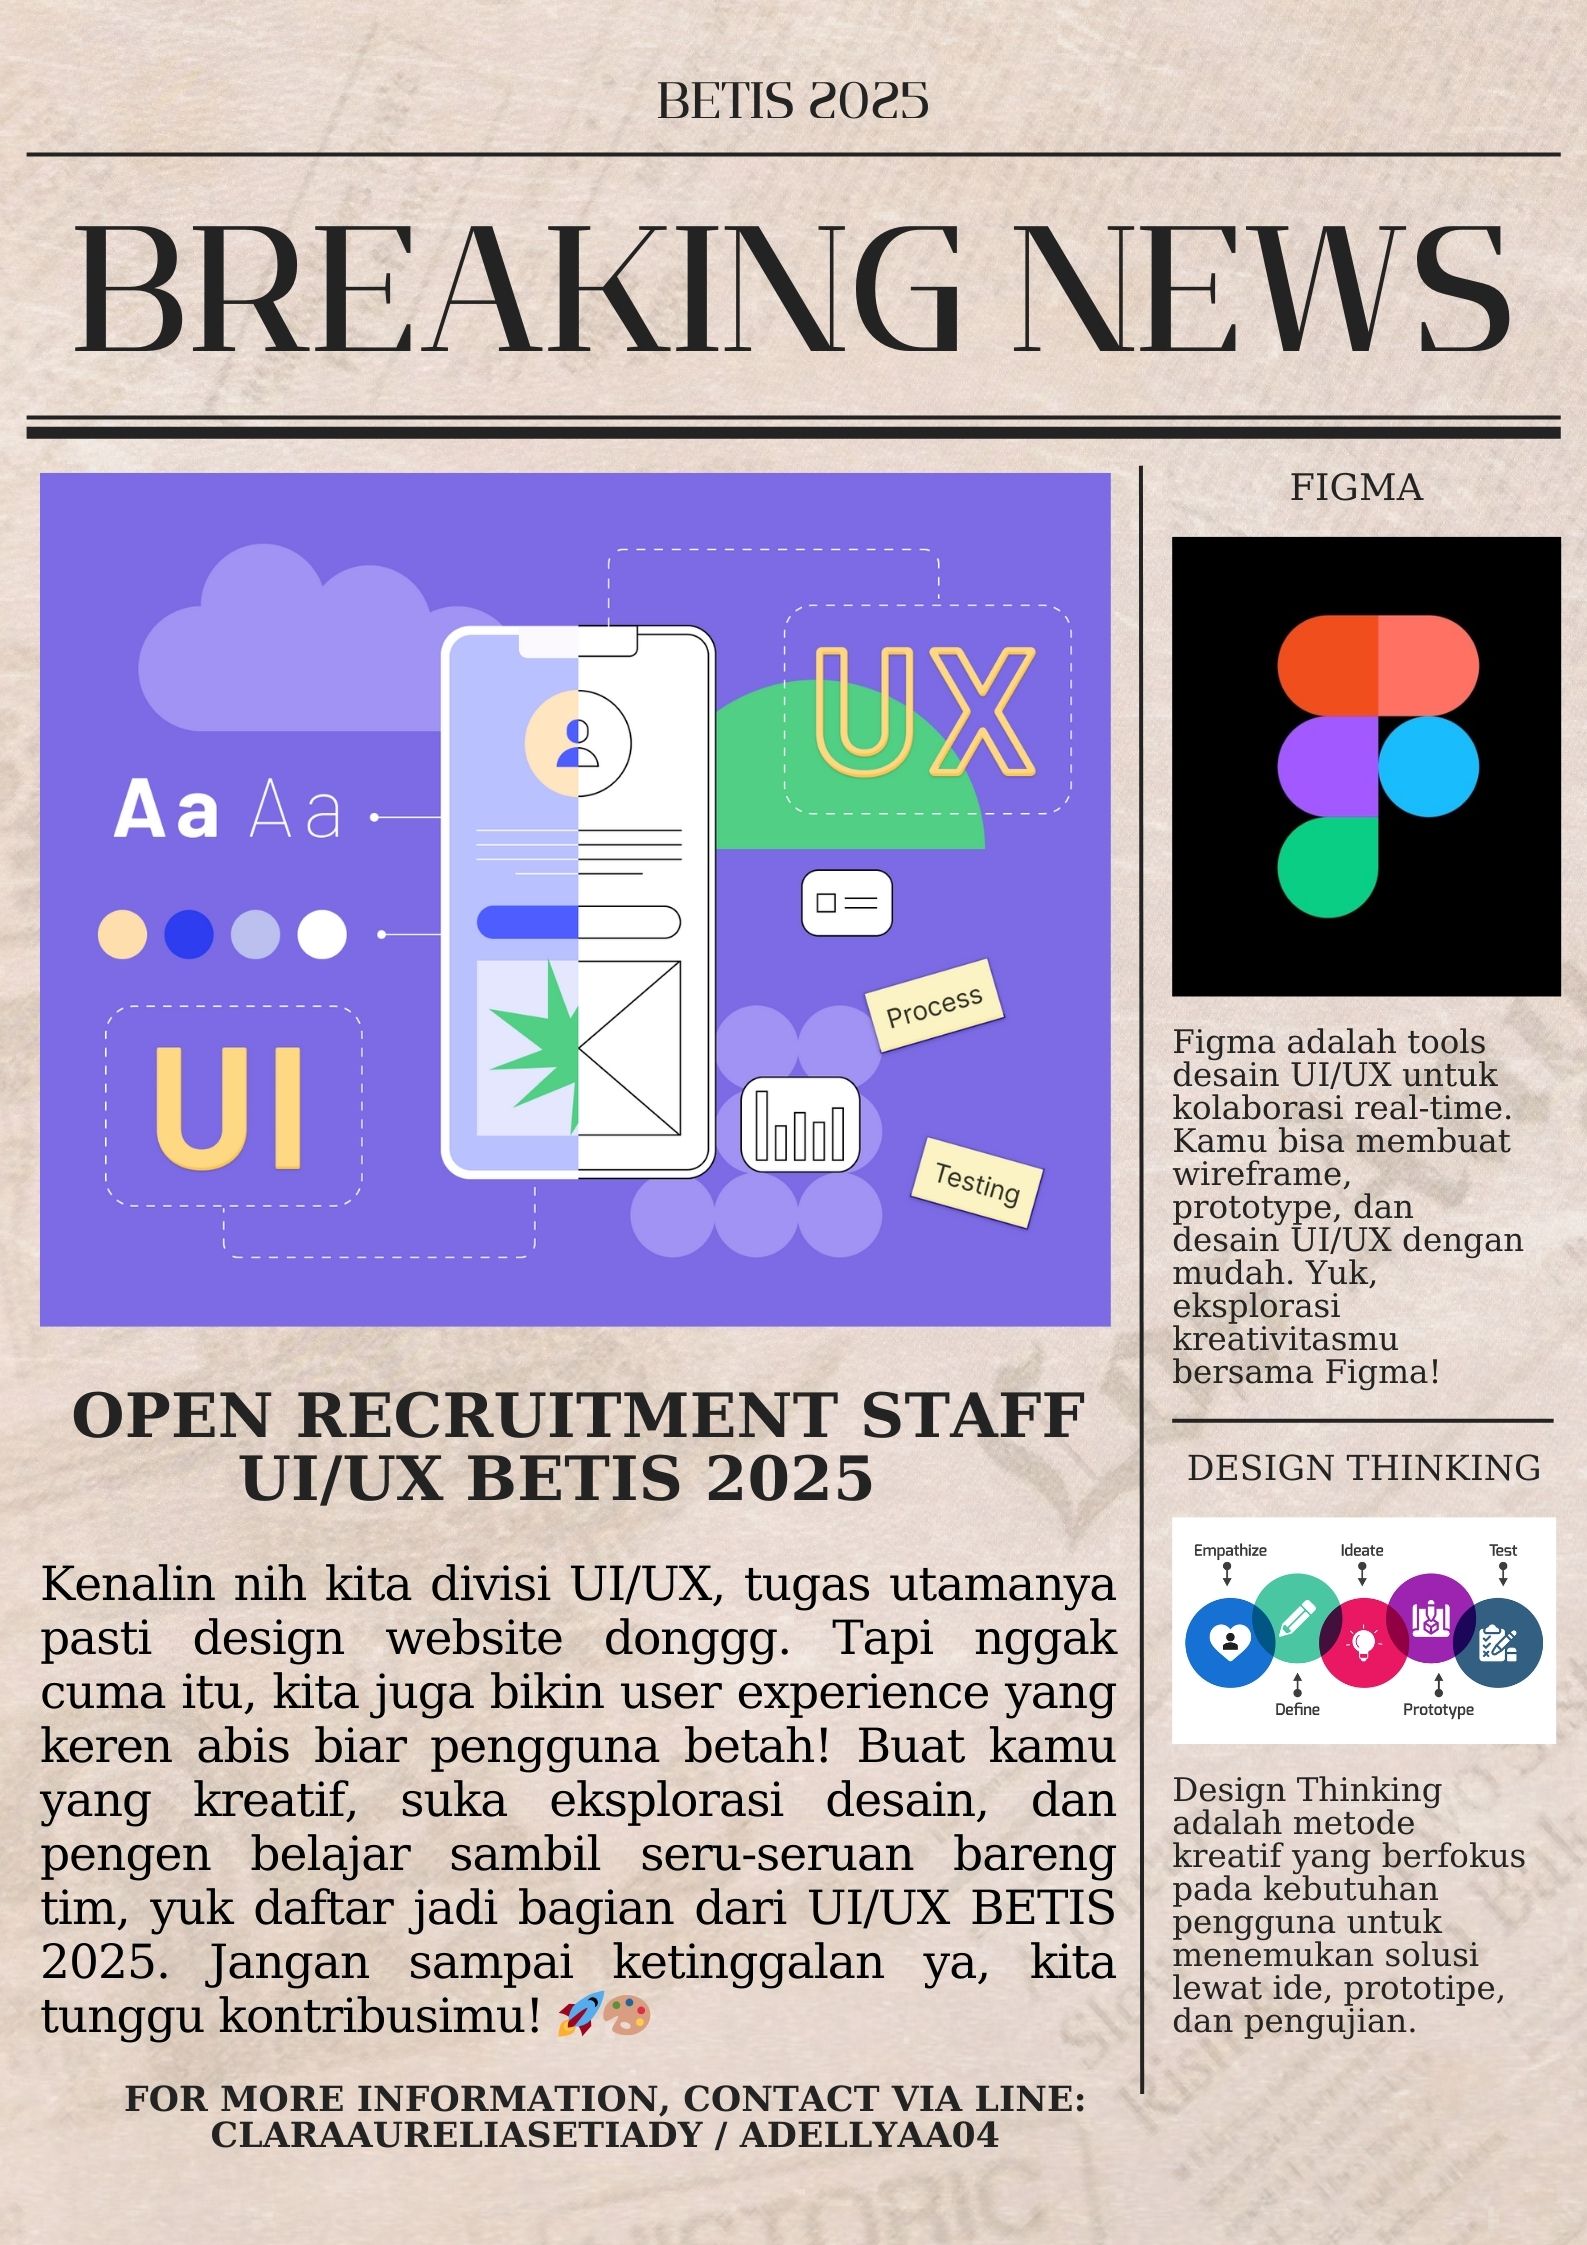 BETIS 2025
BREAKING NEWS
UX
Aa Aa
UI
Process
Testing
OPEN RECRUITMENT STAFF
UI/UX BETIS 2025
Kenalin nih kita divisi UI/UX, tugas utamanya
pasti design website donggg. Tapi nggak
cuma itu, kita juga bikin user experience yang
keren abis biar pengguna betah! Buat kamu
yang kreatif, suka eksplorasi desain, dan
pengen belajar sambil seru-seruan bareng
tim, yuk daftar jadi bagian dari UI/UX BETIS
2025. Jangan sampai ketinggalan ya, kita
tunggu kontribusimu! 🚀🎨
FOR MORE INFORMATION, CONTACT VIA LINE:
CLARAAURELIASETIADY / ADELLYAA04
FIGMA
Figma adalah tools
desain UI/UX untuk
kolaborasi real-time.
Kamu bisa membuat
wireframe,
prototype, dan
desain UI/UX dengan
mudah. Yuk,
eksplorasi
kreativitasmu
bersama Figma!
DESIGN THINKING
Empathize Ideate Test
Define Prototype
Design Thinking
adalah metode
kreatif yang berfokus
pada kebutuhan
pengguna untuk
menemukan solusi
lewat ide, prototipe,
dan pengujian.